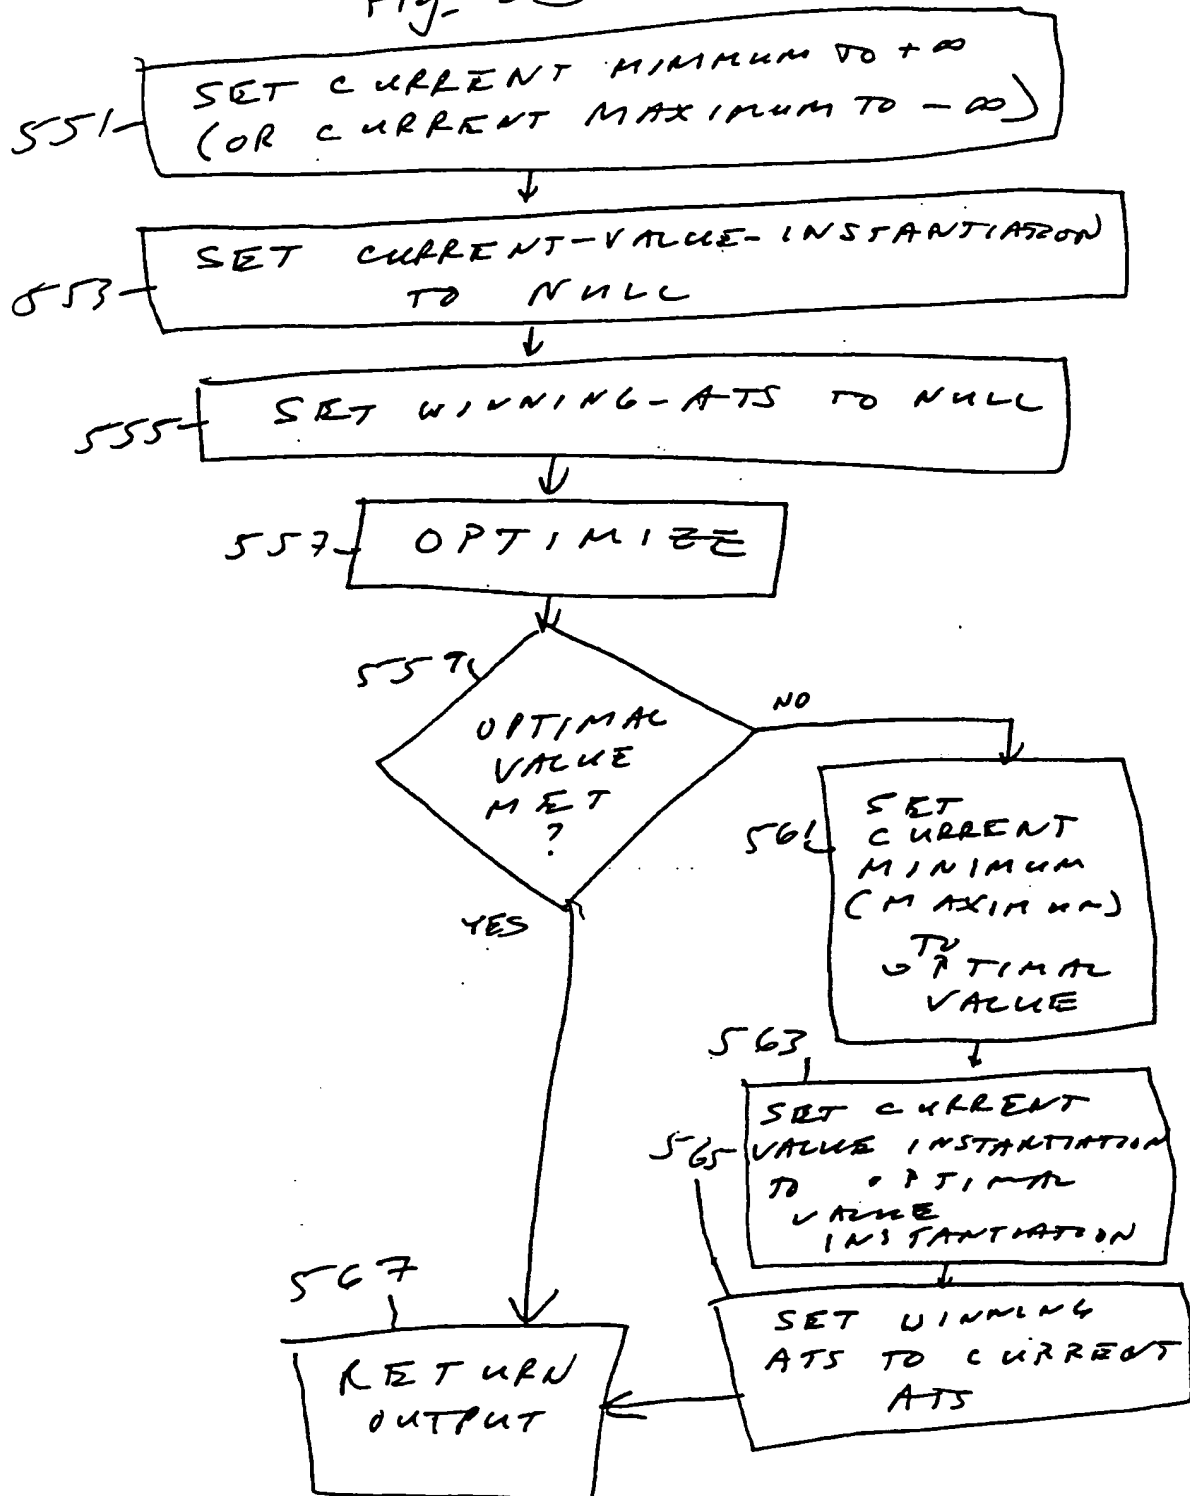 Fig.
551
SET CURRENT MINIMUM TO + ∞
(OR CURRENT MAXIMUM TO - ∞)
553
SET CURRENT-VALUE-INSTANTIATION
TO NULL
555
SET WINNING-ATS TO NULL
557
OPTIMIZE
559
OPTIMAL
VALUE
MET
?
NO
YES
561
SET
CURRENT
MINIMUM
(MAXIMUM)
TO
OPTIMAL
VALUE
563
SET CURRENT
VALUE INSTANTIATION
TO OPTIMAL
VALUE
INSTANTIATION
565
SET WINNING
ATS TO CURRENT
ATS
567
RETURN
OUTPUT